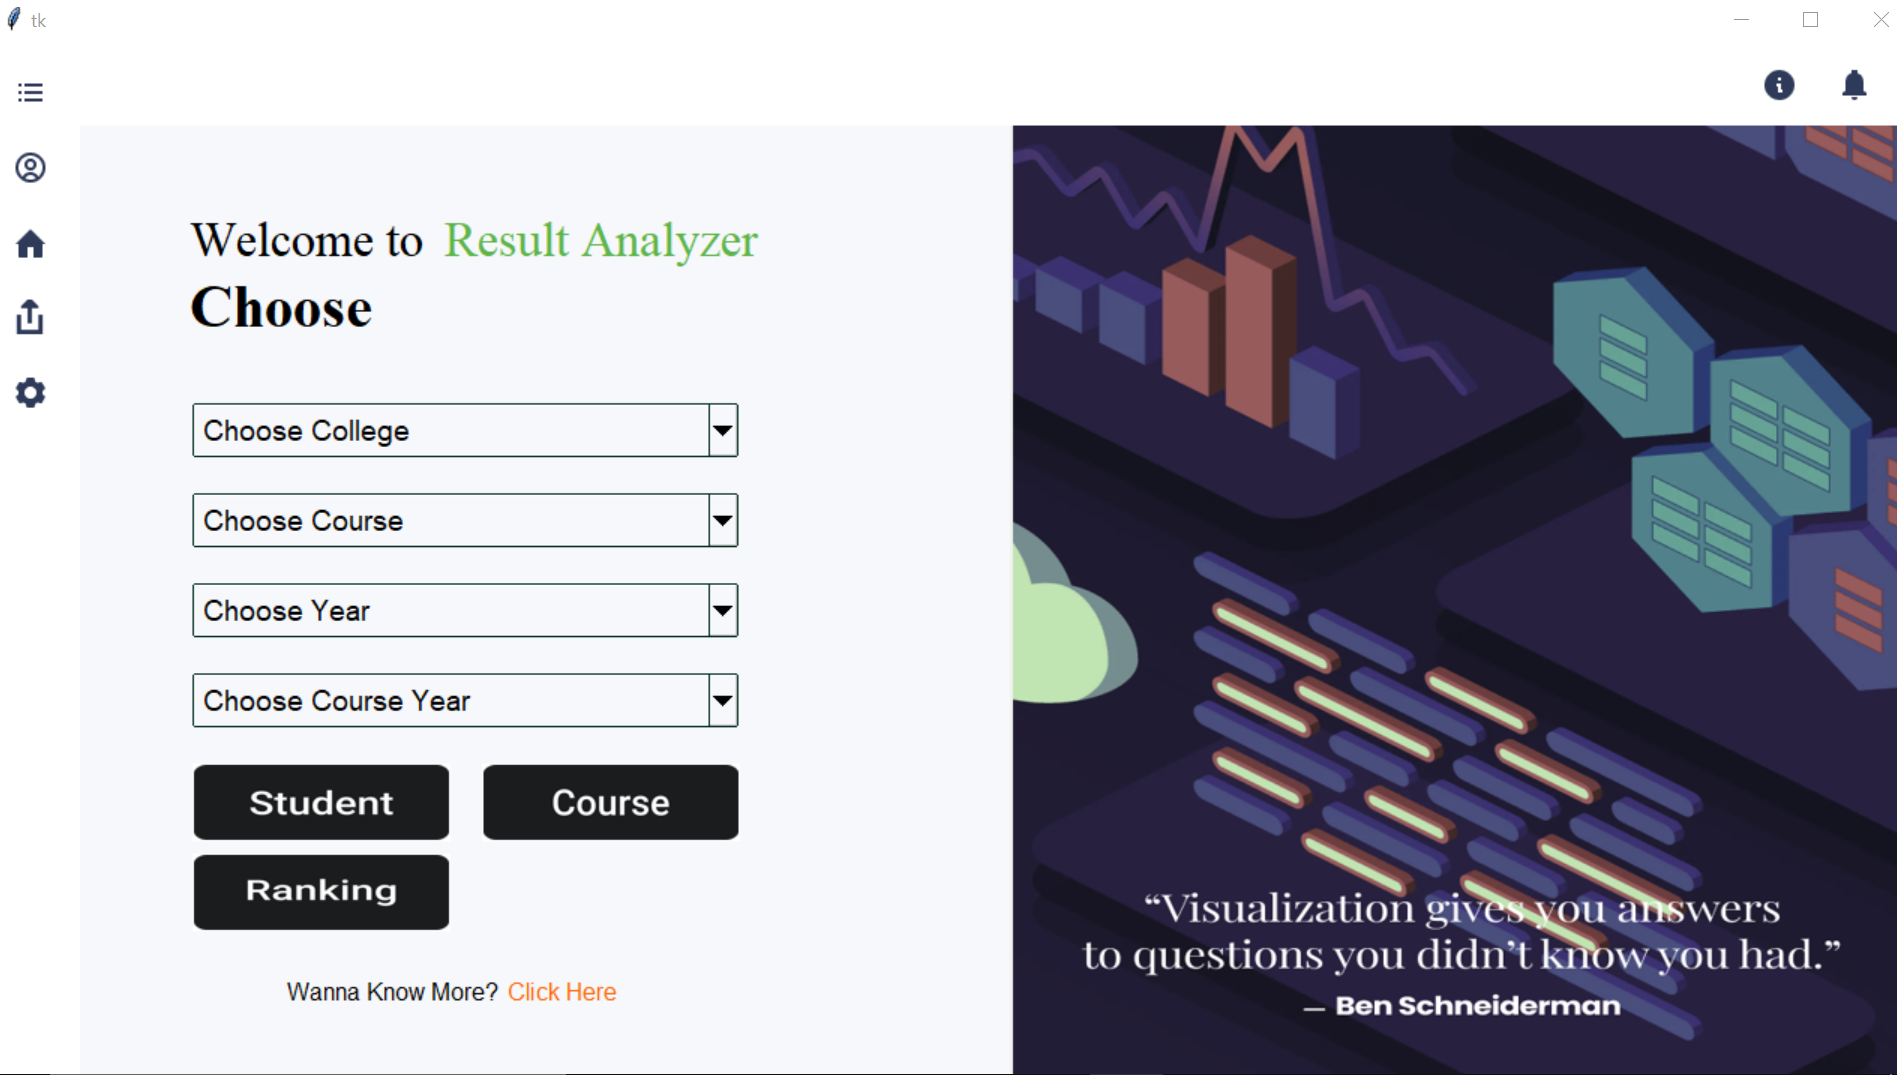 tk
Welcome to Result Analyzer
Choose
Choose College
Choose Course
Choose Year
Choose Course Year
Student Course
Ranking
Wanna Know More? Click Here
“Visualization gives you answers
to questions you didn’t know you had.”
— Ben Schneiderman